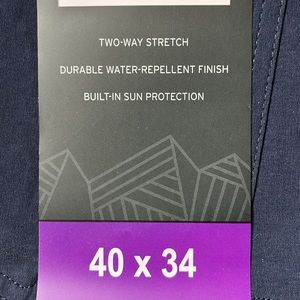 TWO-WAY STRETCH
DURABLE WATER-REPELLENT FINISH
BUILT-IN SUN PROTECTION
40 x 34